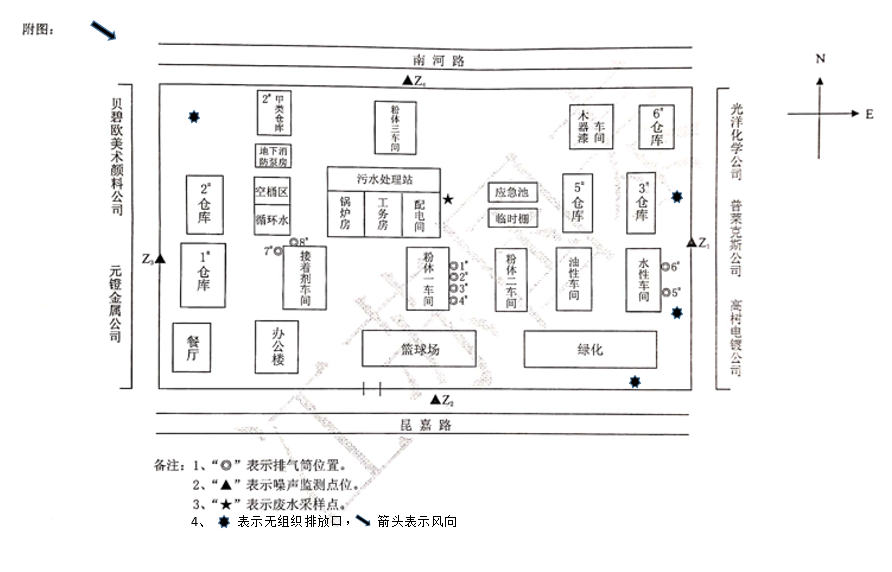 附图：
南河路
N
E
Z₄
贝碧欧美术颜料公司
元镗金属公司
光洋化学公司
普莱克斯公司
高树电镀公司
2#甲类仓库
粉体三车间
木器漆车间
6#仓库
地下消防泵房
污水处理站
2#仓库
空桶区
循环水
锅炉房
工务房
配电间
应急池
临时棚
5#仓库
3#仓库
Z₃
Z₁
7#
8#
1#仓库
接着剂车间
粉体一车间
1#
2#
3#
4#
粉体二车间
油性车间
水性车间
6#
5#
餐厅
办公楼
篮球场
绿化
Z₂
昆嘉路
备注：1、“◎”表示排气筒位置。
2、“▲”表示噪声监测点位。
3、“★”表示废水采样点。
4、 表示无组织排放口，箭头表示风向